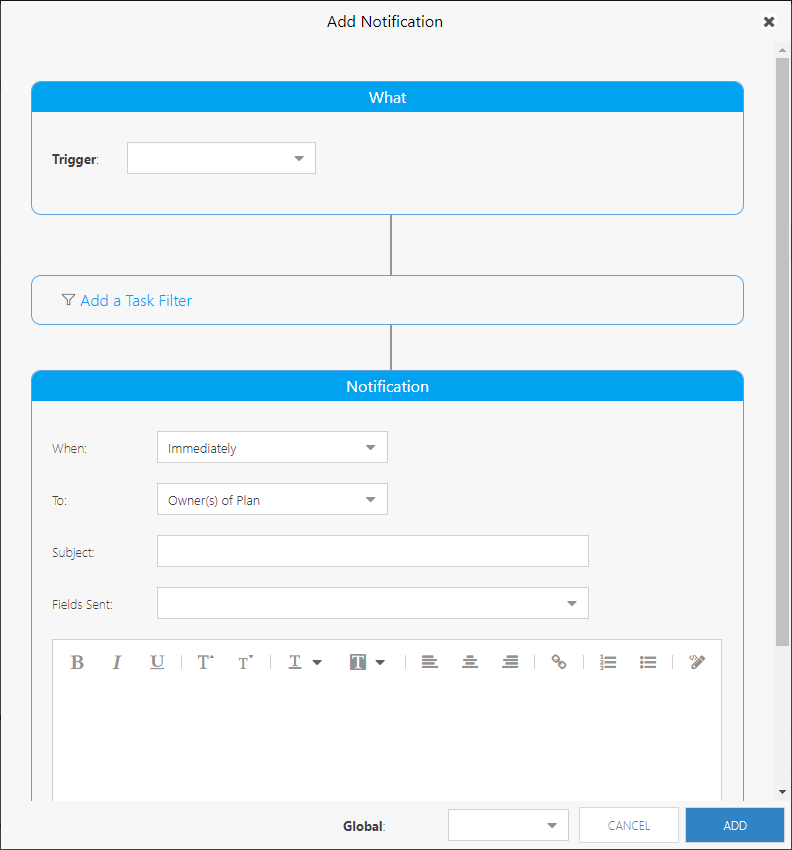 Add Notification
What
Trigger:
Add a Task Filter
Notification
When: Immediately
To: Owner(s) of Plan
Subject:
Fields Sent:
B I U T T T T
Global: CANCEL ADD